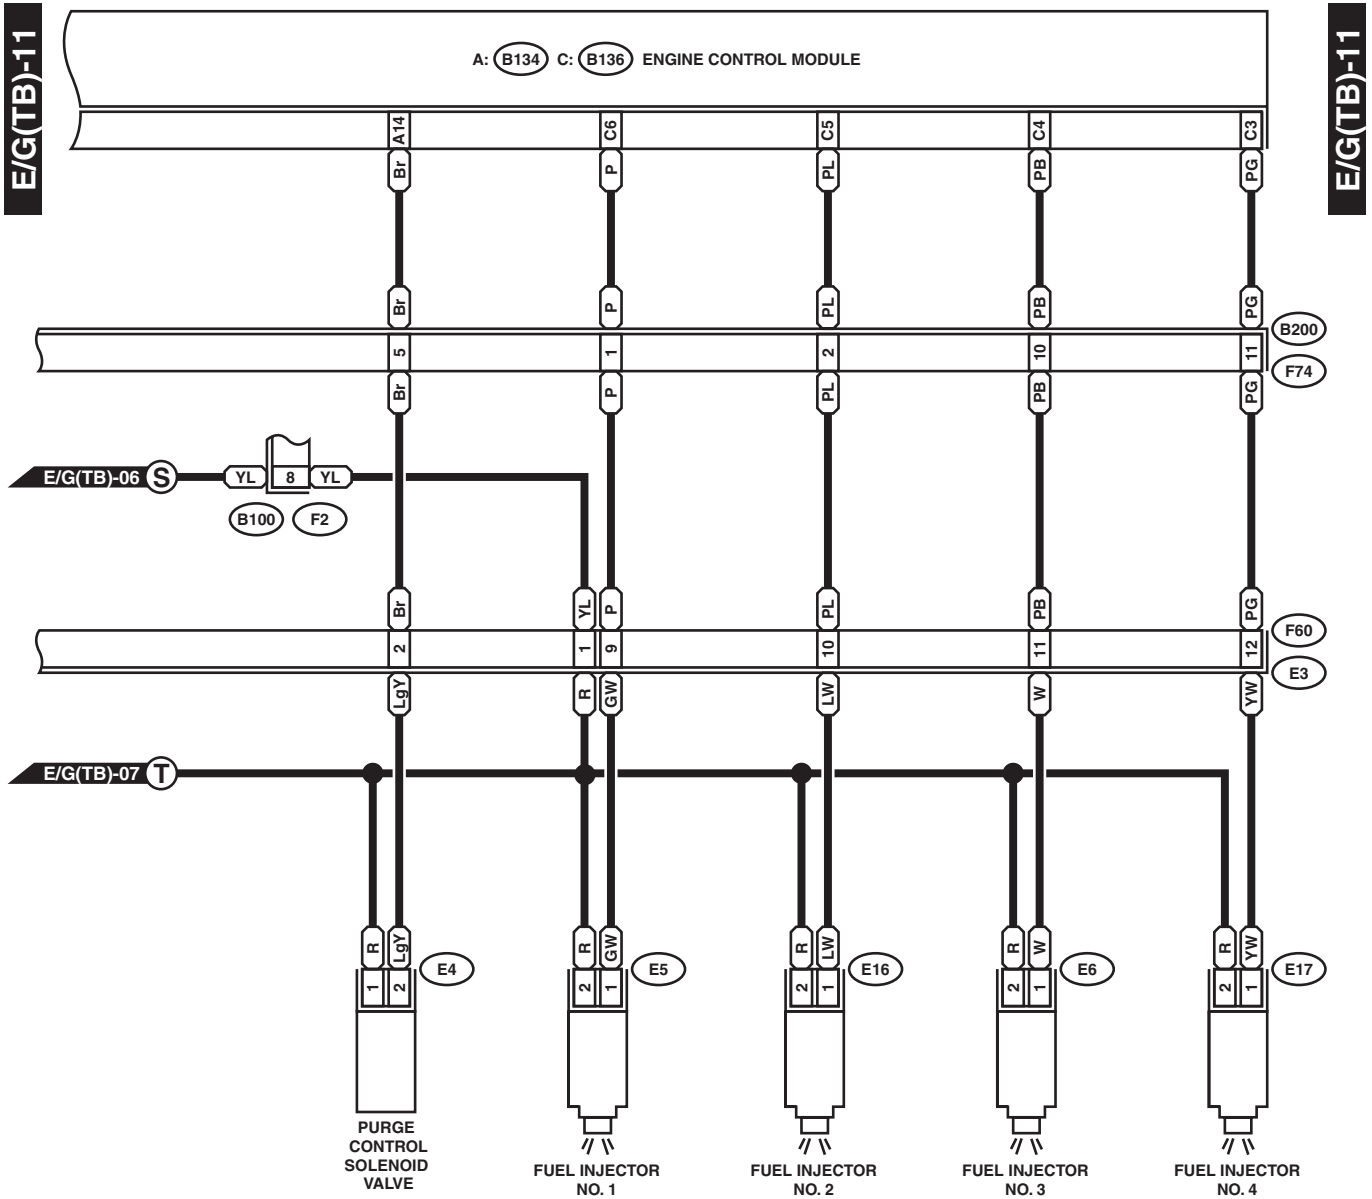 E/G(TB)-11
E/G(TB)-11
A: B134 C: B136 ENGINE CONTROL MODULE
A14 C6 C5 C4 C3
Br P PL PB PG
Br P PL PB PG
B200
5 1 2 10 11
F74
Br P PL PB PG
E/G(TB)-06 S YL 8 YL
B100 F2
Br YL P PL PB PG
F60
2 1 9 10 11 12
E3
LgY R GW LW W YW
E/G(TB)-07 T
R LgY R GW R LW R W R YW
E4 E5 E16 E6 E17
1 2 2 1 2 1 2 1 2 1
PURGE
CONTROL
SOLENOID
VALVE
FUEL INJECTOR
NO. 1
FUEL INJECTOR
NO. 2
FUEL INJECTOR
NO. 3
FUEL INJECTOR
NO. 4